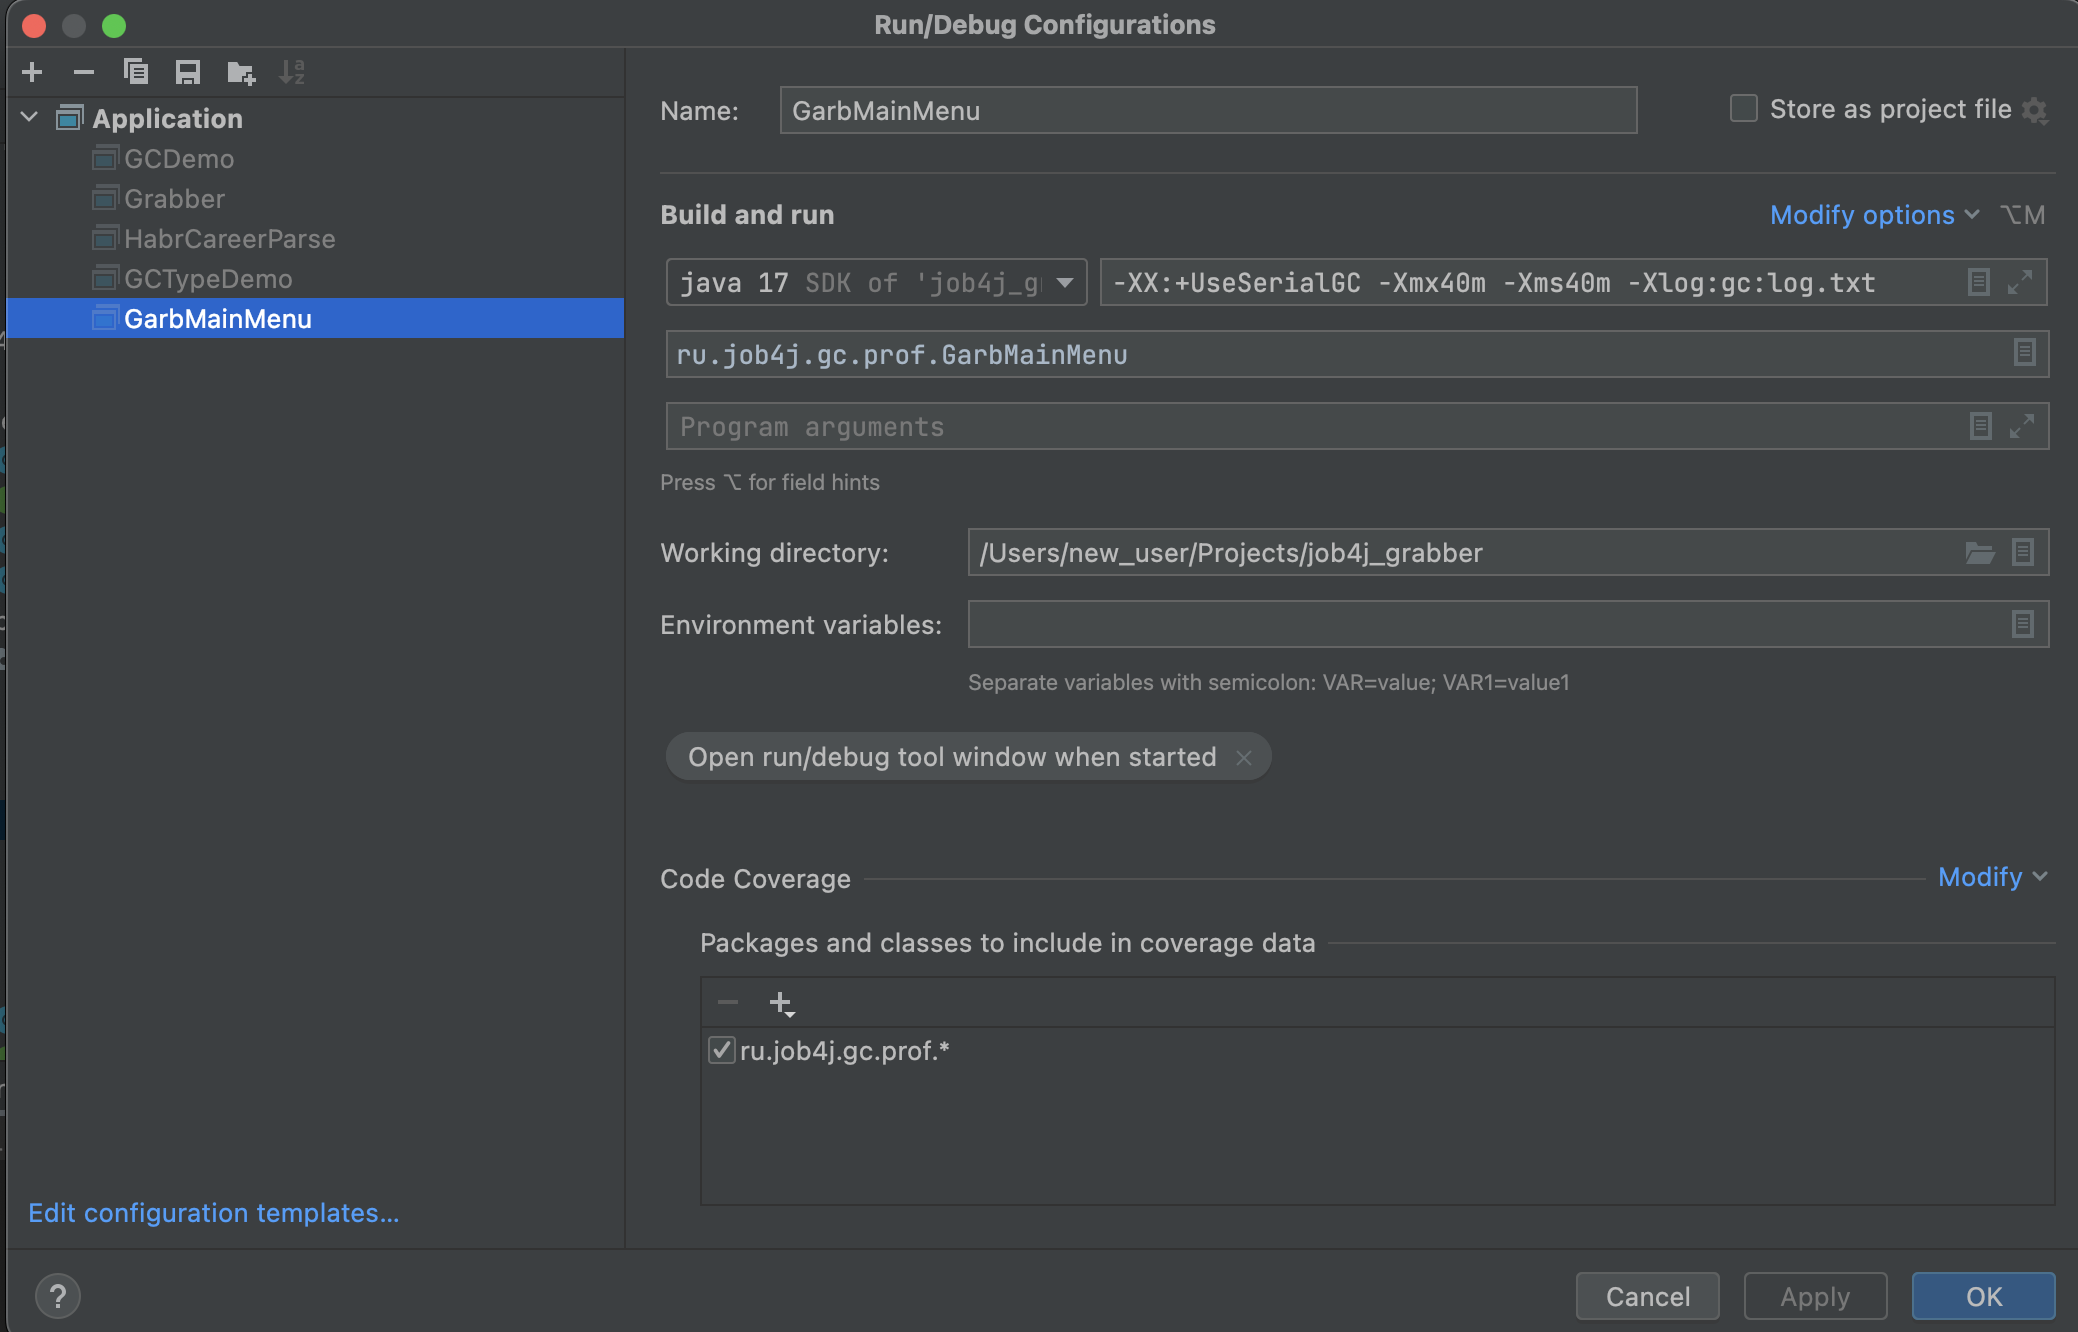 Run/Debug Configurations
Application
GCDemo
Grabber
HabrCareerParse
GCTypeDemo
GarbMainMenu
Edit configuration templates...
Name: GarbMainMenu
Store as project file
Build and run
Modify options ⌥M
java 17 SDK of 'job4j_g
-XX:+UseSerialGC -Xmx40m -Xms40m -Xlog:gc:log.txt
ru.job4j.gc.prof.GarbMainMenu
Program arguments
Press ⌥ for field hints
Working directory: /Users/new_user/Projects/job4j_grabber
Environment variables:
Separate variables with semicolon: VAR=value; VAR1=value1
Open run/debug tool window when started
Code Coverage
Modify
Packages and classes to include in coverage data
ru.job4j.gc.prof.*
?
Cancel
Apply
OK